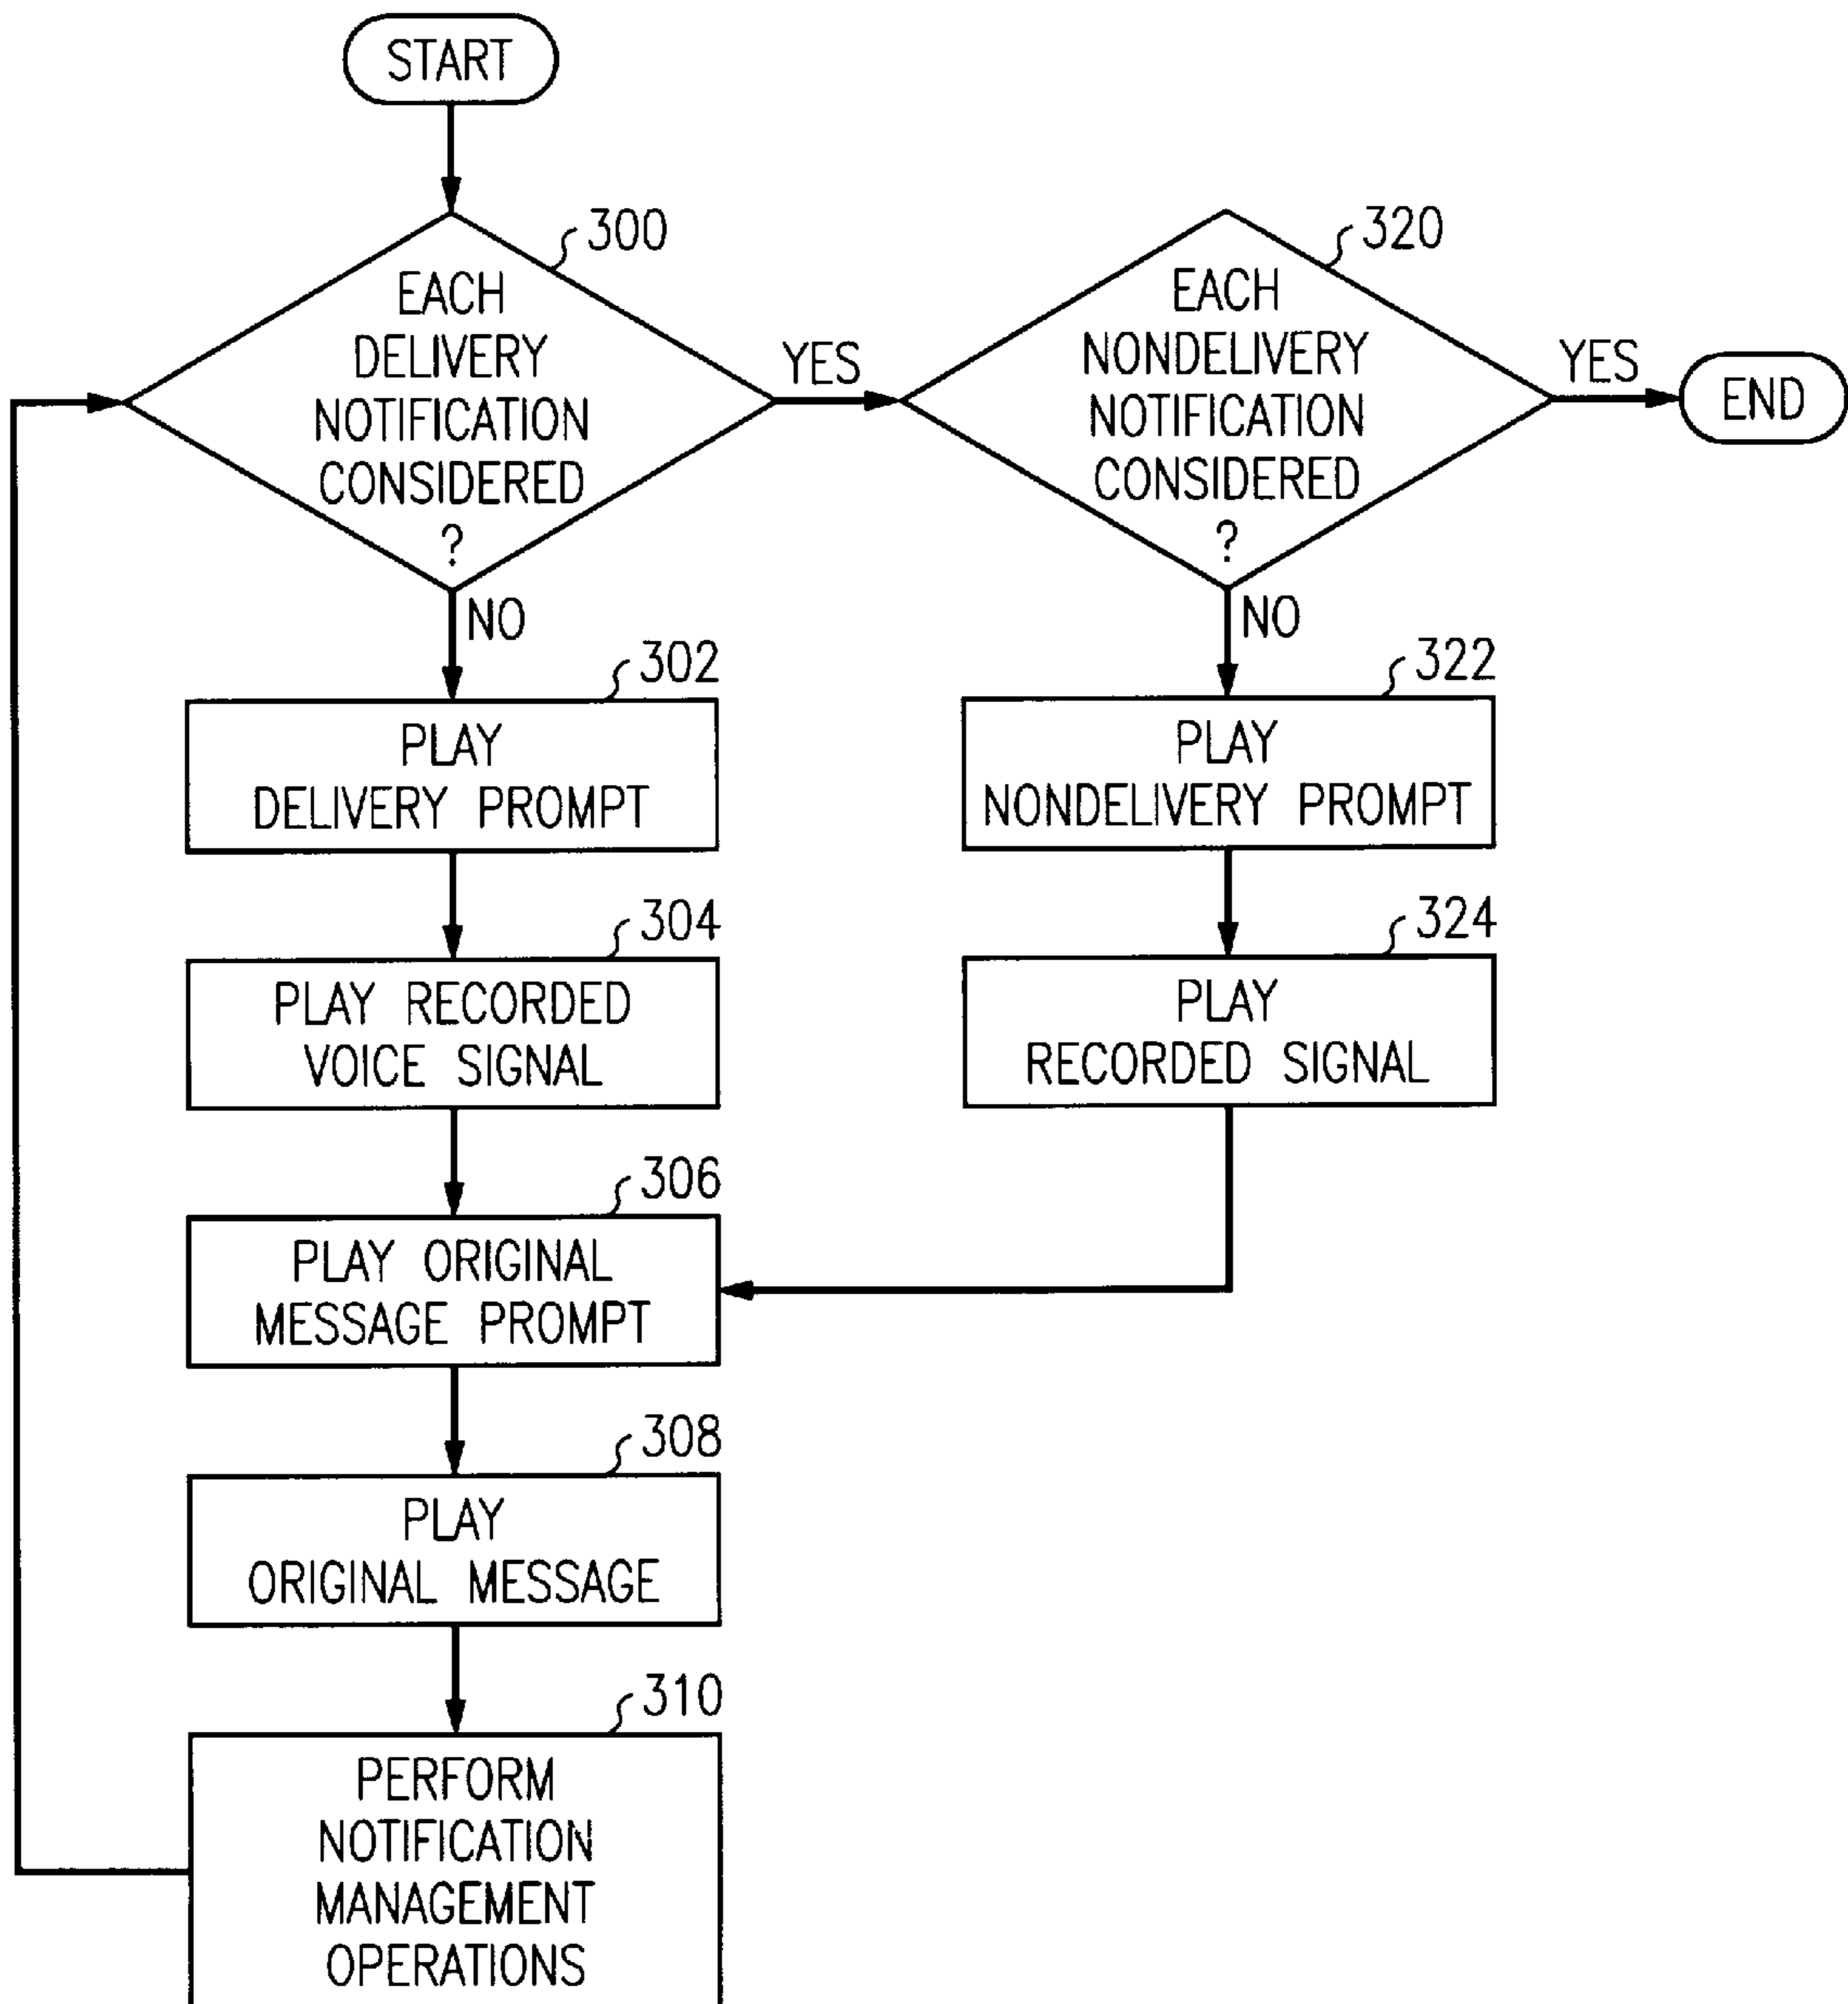 START
300
EACH
DELIVERY
NOTIFICATION
CONSIDERED
?
YES
NO
320
EACH
NONDELIVERY
NOTIFICATION
CONSIDERED
?
YES
END
NO
302
PLAY
DELIVERY PROMPT
322
PLAY
NONDELIVERY PROMPT
304
PLAY RECORDED
VOICE SIGNAL
324
PLAY
RECORDED SIGNAL
306
PLAY ORIGINAL
MESSAGE PROMPT
308
PLAY
ORIGINAL MESSAGE
310
PERFORM
NOTIFICATION
MANAGEMENT
OPERATIONS